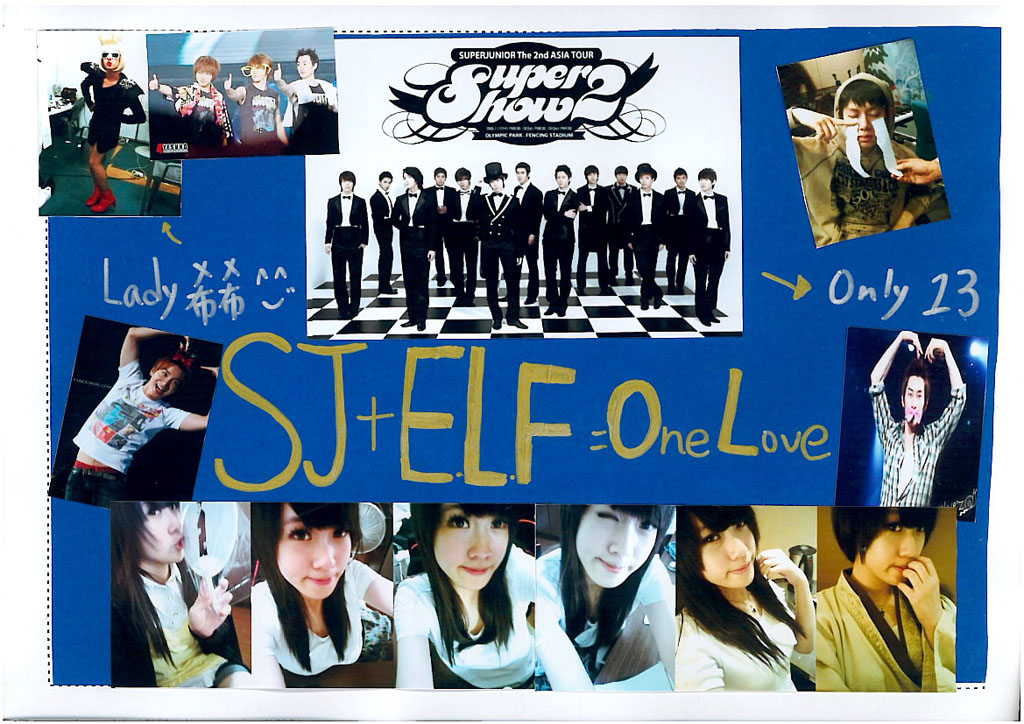 SUPERJUNIOR The 2nd ASIA TOUR
Super
Show2
OLYMPIC PARK, FENCING STADIUM
Lady 希希 ^^
Only 13
SJ + E.L.F = One Love